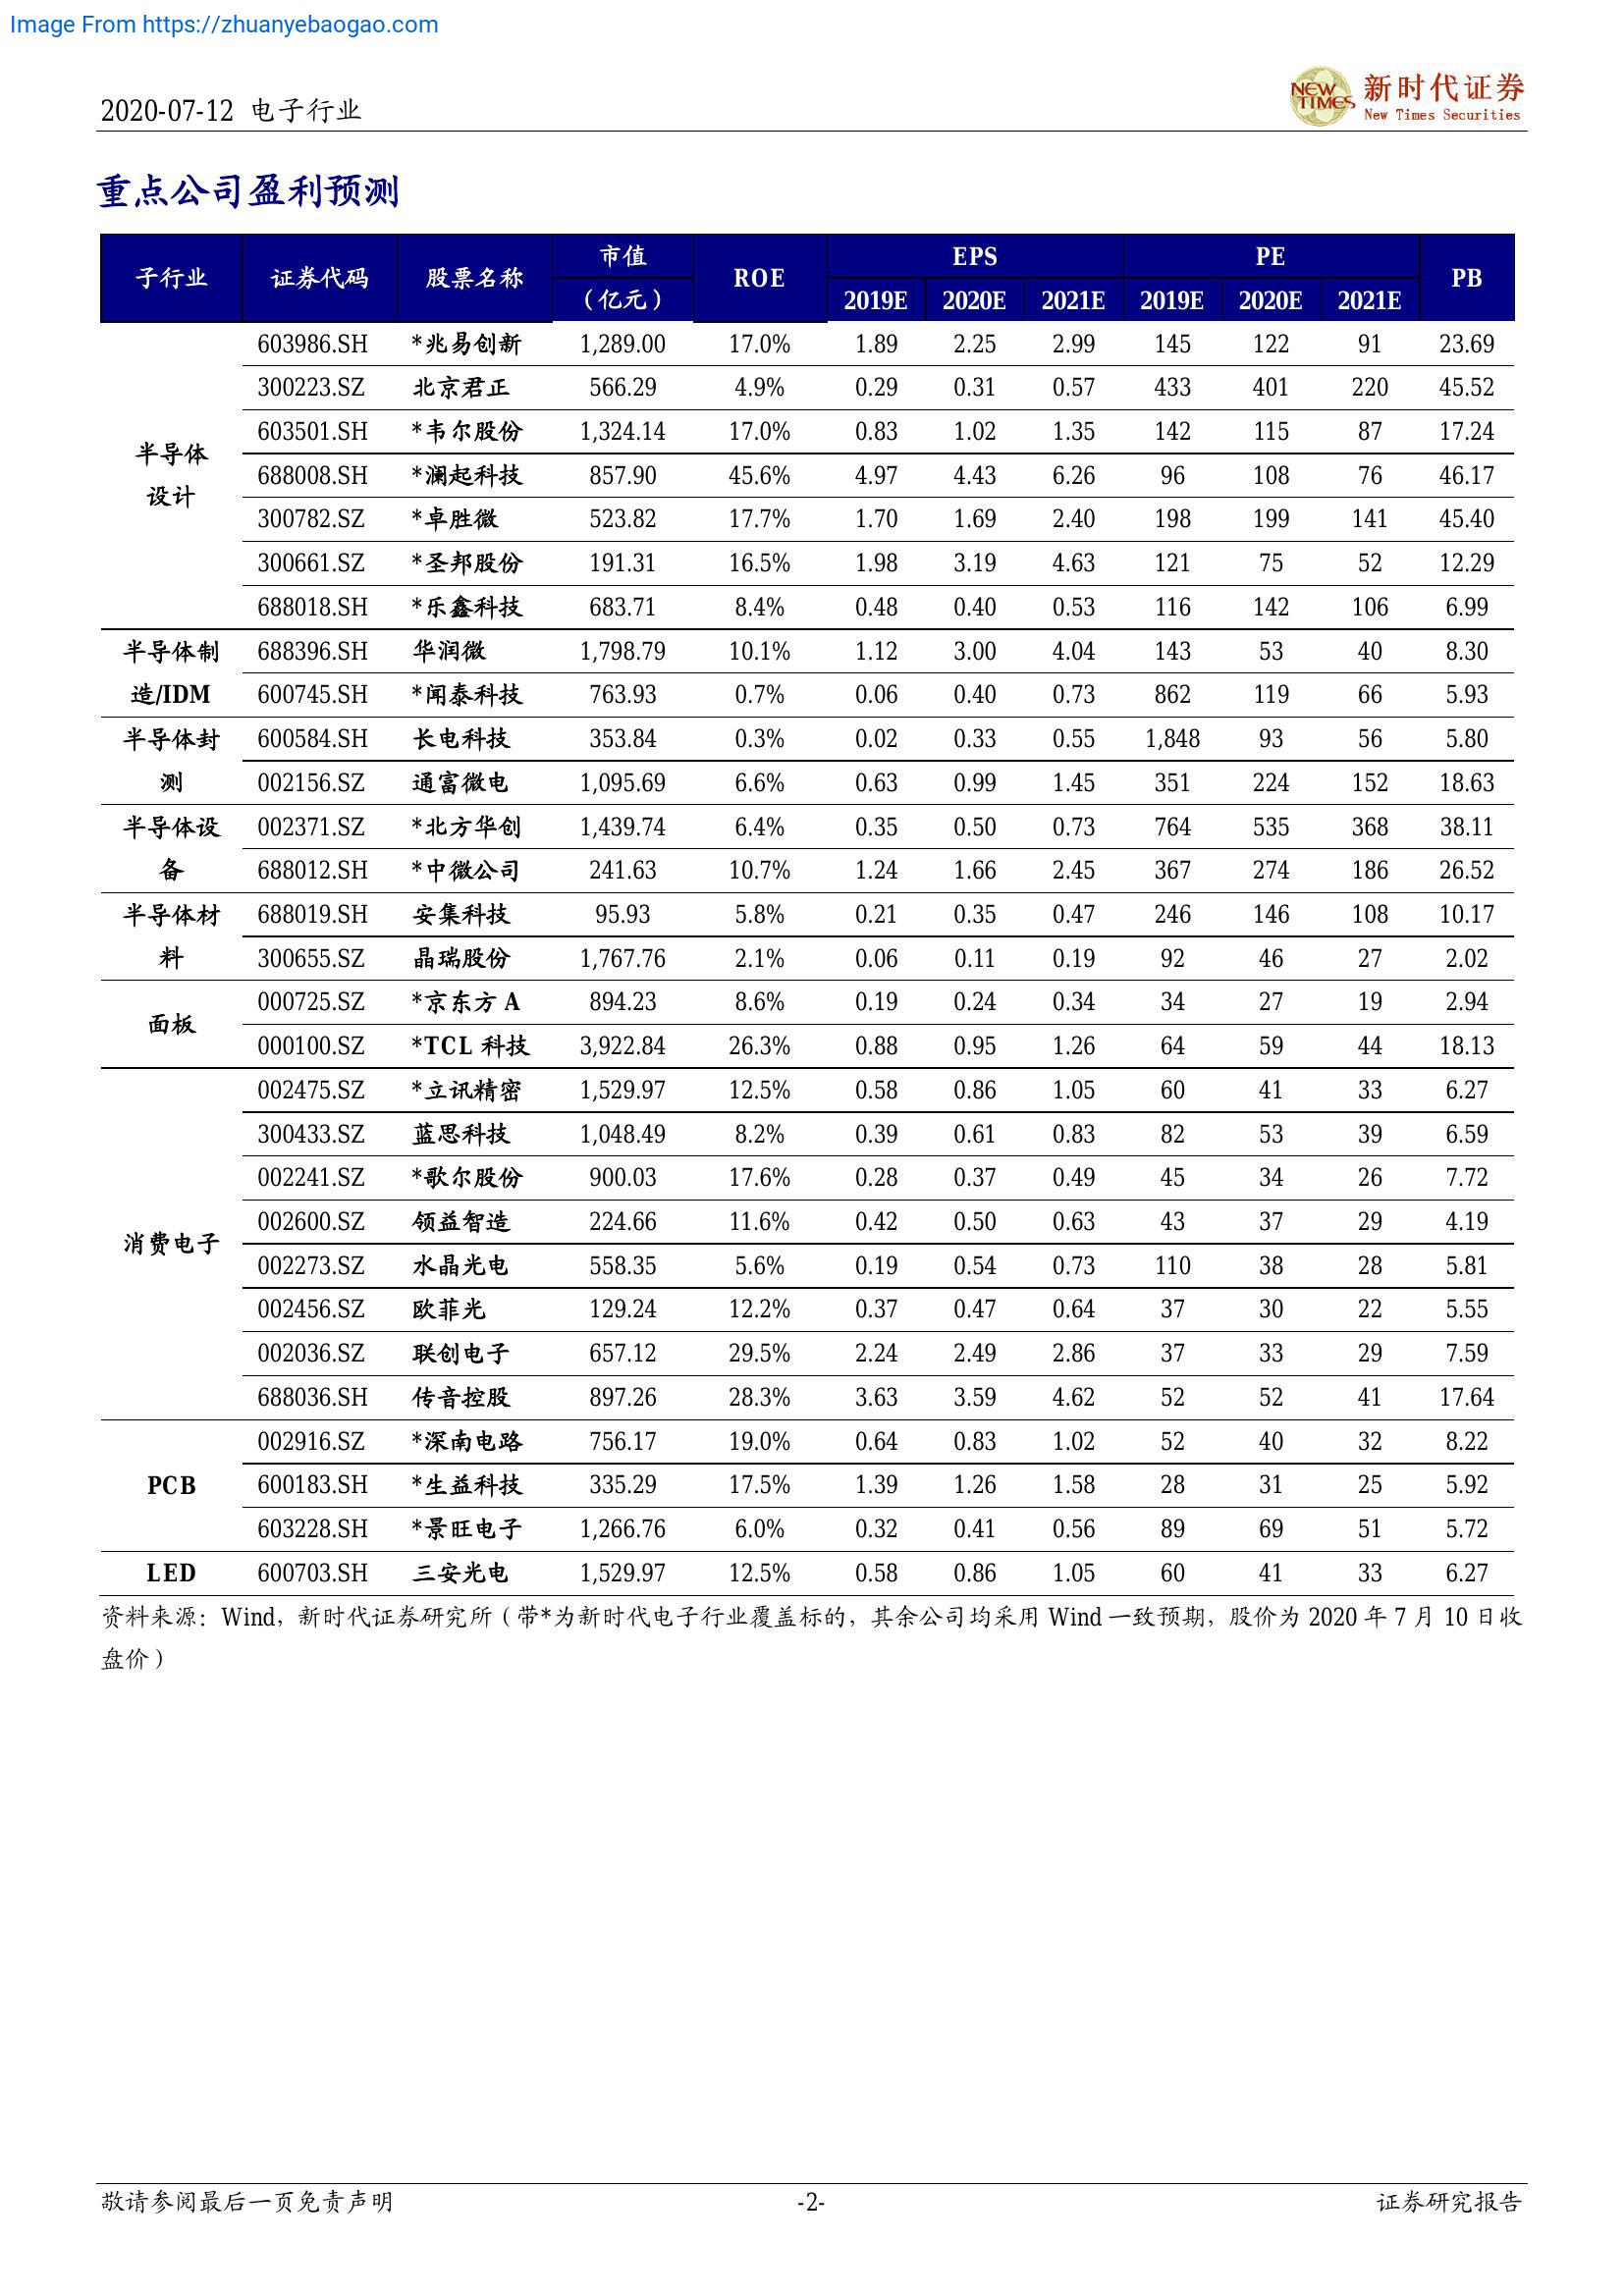 Image From https://zhuanyebaogao.com
2020-07-12 电子行业
NEW TIMES 新时代证券
New Times Securities
重点公司盈利预测
子行业 证券代码 股票名称 市值（亿元） ROE EPS PE PB
2019E 2020E 2021E 2019E 2020E 2021E
半导体设计 603986.SH *兆易创新 1,289.00 17.0% 1.89 2.25 2.99 145 122 91 23.69
300223.SZ 北京君正 566.29 4.9% 0.29 0.31 0.57 433 401 220 45.52
603501.SH *韦尔股份 1,324.14 17.0% 0.83 1.02 1.35 142 115 87 17.24
688008.SH *澜起科技 857.90 45.6% 4.97 4.43 6.26 96 108 76 46.17
300782.SZ *卓胜微 523.82 17.7% 1.70 1.69 2.40 198 199 141 45.40
300661.SZ *圣邦股份 191.31 16.5% 1.98 3.19 4.63 121 75 52 12.29
688018.SH *乐鑫科技 683.71 8.4% 0.48 0.40 0.53 116 142 106 6.99
半导体制造/IDM 688396.SH 华润微 1,798.79 10.1% 1.12 3.00 4.04 143 53 40 8.30
600745.SH *闻泰科技 763.93 0.7% 0.06 0.40 0.73 862 119 66 5.93
半导体封测 600584.SH 长电科技 353.84 0.3% 0.02 0.33 0.55 1,848 93 56 5.80
002156.SZ 通富微电 1,095.69 6.6% 0.63 0.99 1.45 351 224 152 18.63
半导体设备 002371.SZ *北方华创 1,439.74 6.4% 0.35 0.50 0.73 764 535 368 38.11
688012.SH *中微公司 241.63 10.7% 1.24 1.66 2.45 367 274 186 26.52
半导体材料 688019.SH 安集科技 95.93 5.8% 0.21 0.35 0.47 246 146 108 10.17
300655.SZ 晶瑞股份 1,767.76 2.1% 0.06 0.11 0.19 92 46 27 2.02
面板 000725.SZ *京东方 A 894.23 8.6% 0.19 0.24 0.34 34 27 19 2.94
000100.SZ *TCL 科技 3,922.84 26.3% 0.88 0.95 1.26 64 59 44 18.13
消费电子 002475.SZ *立讯精密 1,529.97 12.5% 0.58 0.86 1.05 60 41 33 6.27
300433.SZ 蓝思科技 1,048.49 8.2% 0.39 0.61 0.83 82 53 39 6.59
002241.SZ *歌尔股份 900.03 17.6% 0.28 0.37 0.49 45 34 26 7.72
002600.SZ 领益智造 224.66 11.6% 0.42 0.50 0.63 43 37 29 4.19
002273.SZ 水晶光电 558.35 5.6% 0.19 0.54 0.73 110 38 28 5.81
002456.SZ 欧菲光 129.24 12.2% 0.37 0.47 0.64 37 30 22 5.55
002036.SZ 联创电子 657.12 29.5% 2.24 2.49 2.86 37 33 29 7.59
688036.SH 传音控股 897.26 28.3% 3.63 3.59 4.62 52 52 41 17.64
PCB 002916.SZ *深南电路 756.17 19.0% 0.64 0.83 1.02 52 40 32 8.22
600183.SH *生益科技 335.29 17.5% 1.39 1.26 1.58 28 31 25 5.92
603228.SH *景旺电子 1,266.76 6.0% 0.32 0.41 0.56 89 69 51 5.72
LED 600703.SH 三安光电 1,529.97 12.5% 0.58 0.86 1.05 60 41 33 6.27
资料来源：Wind，新时代证券研究所（带*为新时代电子行业覆盖标的，其余公司均采用 Wind 一致预期，股价为 2020 年 7 月 10 日收
盘价）
敬请参阅最后一页免责声明 -2- 证券研究报告